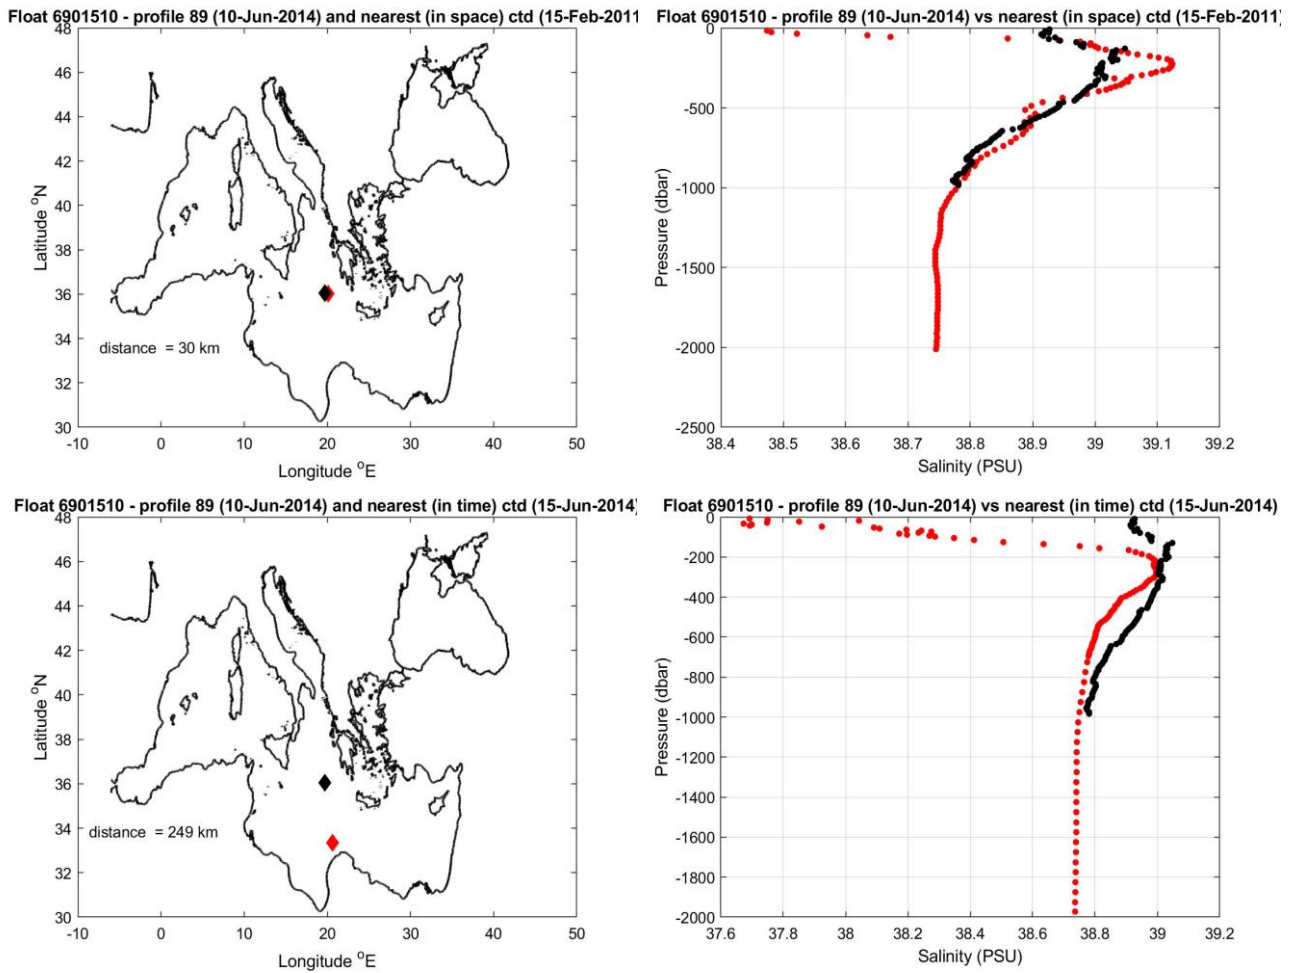 Float 6901510 - profile 89 (10-Jun-2014) and nearest (in space) ctd (15-Feb-2011
48
46
44
42
40
38
36
34
32
30
Latitude °N
distance = 30 km
-10 0 10 20 30 40 50
Longitude °E
Float 6901510 - profile 89 (10-Jun-2014) vs nearest (in space) ctd (15-Feb-2011)
0
-500
-1000
-1500
-2000
-2500
Pressure (dbar)
38.4 38.5 38.6 38.7 38.8 38.9 39 39.1 39.2
Salinity (PSU)
Float 6901510 - profile 89 (10-Jun-2014) and nearest (in time) ctd (15-Jun-2014)
48
46
44
42
40
38
36
34
32
30
Latitude °N
distance = 249 km
-10 0 10 20 30 40 50
Longitude °E
Float 6901510 - profile 89 (10-Jun-2014) vs nearest (in time) ctd (15-Jun-2014)
0
-200
-400
-600
-800
-1000
-1200
-1400
-1600
-1800
-2000
Pressure (dbar)
37.6 37.8 38 38.2 38.4 38.6 38.8 39 39.2
Salinity (PSU)